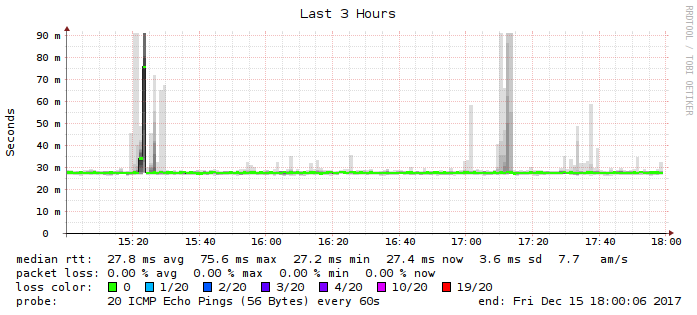 Last 3 Hours
RRDTOOL / TOBI OETIKER
Seconds
90 m
80 m
70 m
60 m
50 m
40 m
30 m
20 m
10 m
0
15:20 15:40 16:00 16:20 16:40 17:00 17:20 17:40 18:00
median rtt: 27.8 ms avg 75.6 ms max 27.2 ms min 27.4 ms now 3.6 ms sd 7.7 am/s
packet loss: 0.00 % avg 0.00 % max 0.00 % min 0.00 % now
loss color: 0 1/20 2/20 3/20 4/20 10/20 19/20
probe: 20 ICMP Echo Pings (56 Bytes) every 60s end: Fri Dec 15 18:00:06 2017